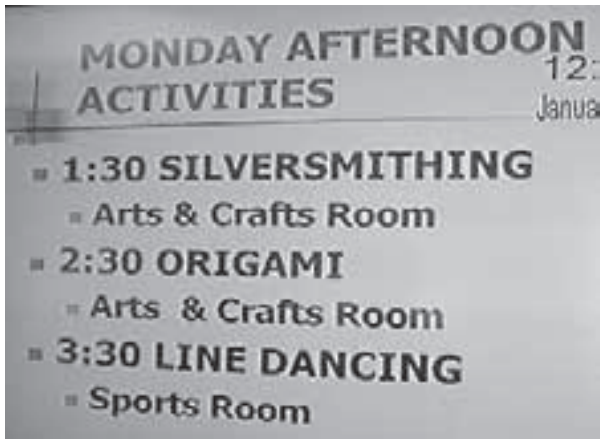 MONDAY AFTERNOON
12:
ACTIVITIES
1:30 SILVERSMITHING
Arts & Crafts Room
2:30 ORIGAMI
Arts & Crafts Room
3:30 LINE DANCING
Sports Room